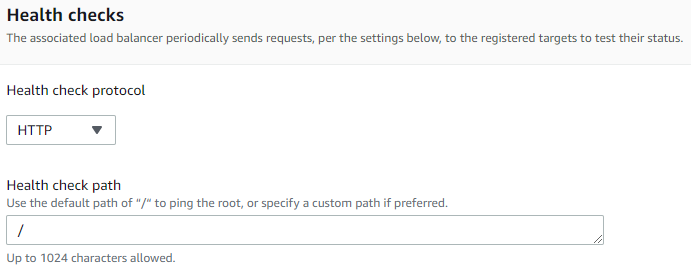 Health checks
The associated load balancer periodically sends requests, per the settings below, to the registered targets to test their status.
Health check protocol
HTTP
Health check path
Use the default path of "/" to ping the root, or specify a custom path if preferred.
/
Up to 1024 characters allowed.